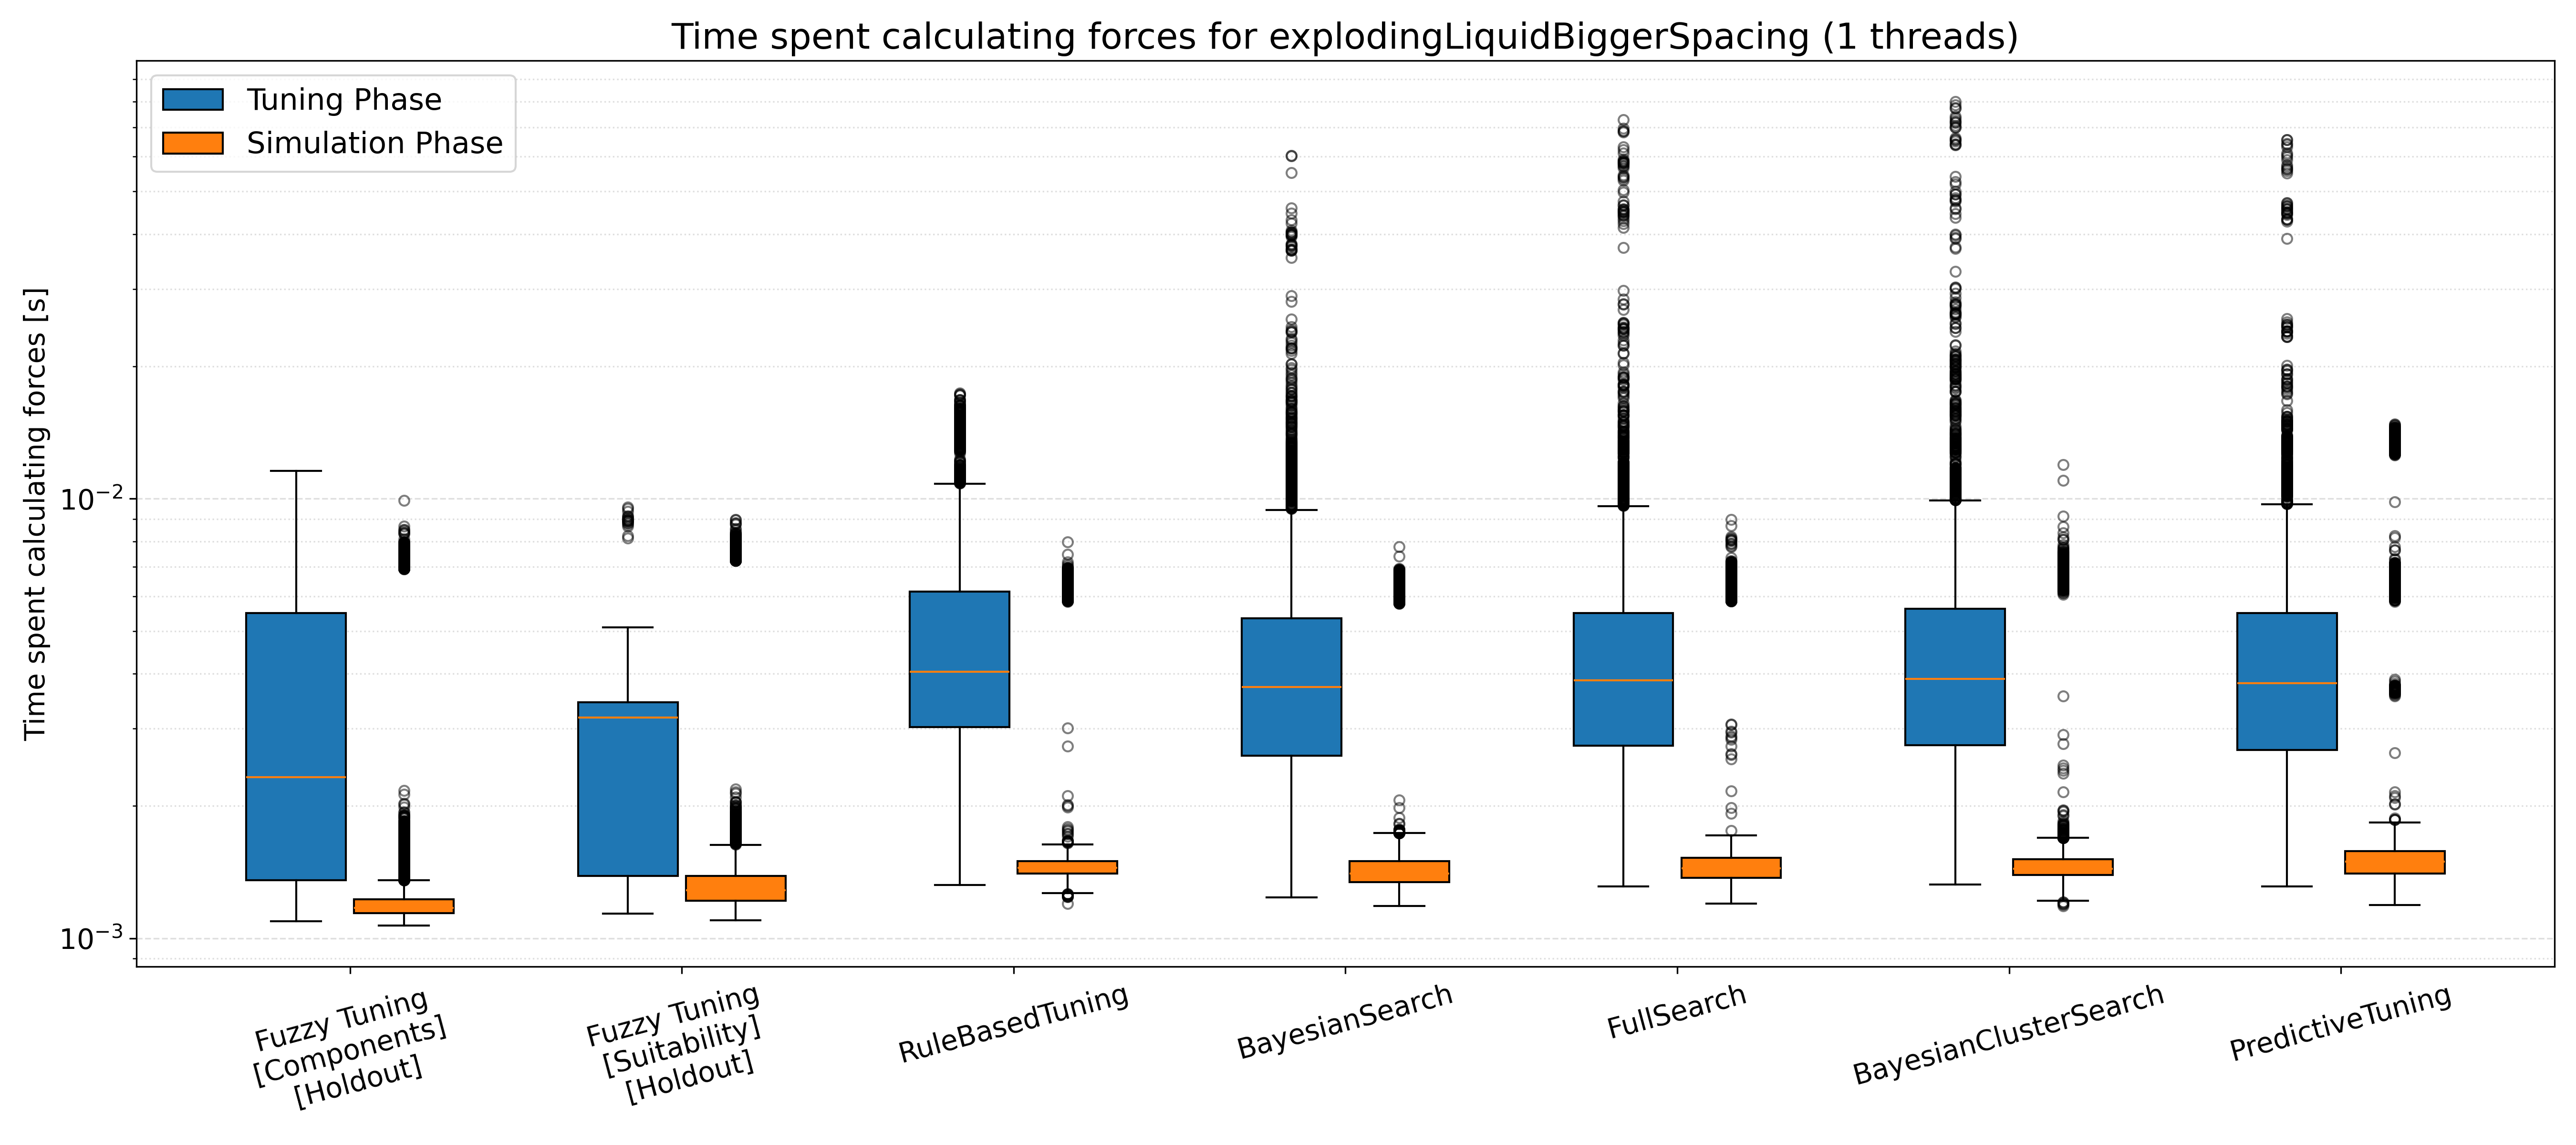 Time spent calculating forces for explodingLiquidBiggerSpacing (1 threads)
Tuning Phase
Simulation Phase
Time spent calculating forces [s]
10⁻²
10⁻³
Fuzzy Tuning
[Components]
[Holdout]
Fuzzy Tuning
[Suitability]
[Holdout]
RuleBasedTuning
BayesianSearch
FullSearch
BayesianClusterSearch
PredictiveTuning